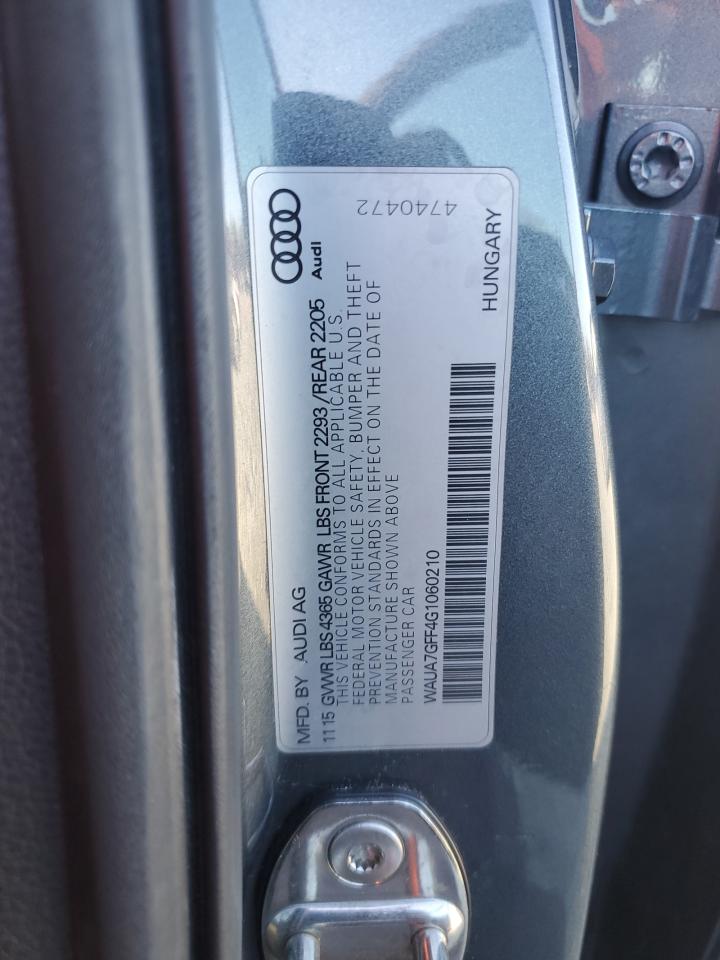 MFD. BY AUDI AG
Audi
11 15 GVWR LBS 4365 GAWR LBS FRONT 2293 /REAR 2205
THIS VEHICLE CONFORMS TO ALL APPLICABLE U.S.
FEDERAL MOTOR VEHICLE SAFETY, BUMPER AND THEFT
PREVENTION STANDARDS IN EFFECT ON THE DATE OF
MANUFACTURE SHOWN ABOVE
PASSENGER CAR
4740472
WAUA7GFF4G1060210
HUNGARY